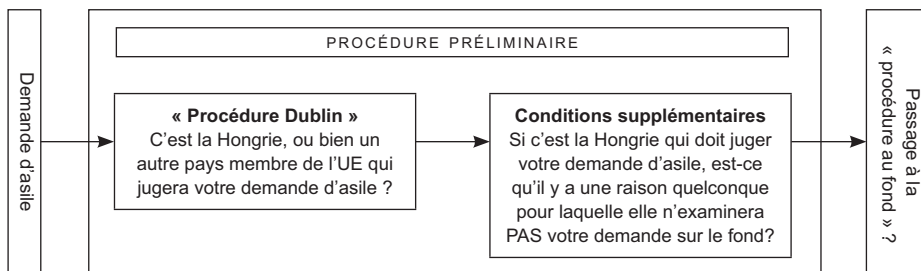 Demande d’asile
PROCÉDURE PRÉLIMINAIRE
« Procédure Dublin »
C’est la Hongrie, ou bien un
autre pays membre de l’UE qui
jugera votre demande d’asile ?
Conditions supplémentaires
Si c’est la Hongrie qui doit juger
votre demande d’asile, est-ce
qu’il y a une raison quelconque
pour laquelle elle n’examinera
PAS votre demande sur le fond?
Passage à la
« procédure au fond » ?